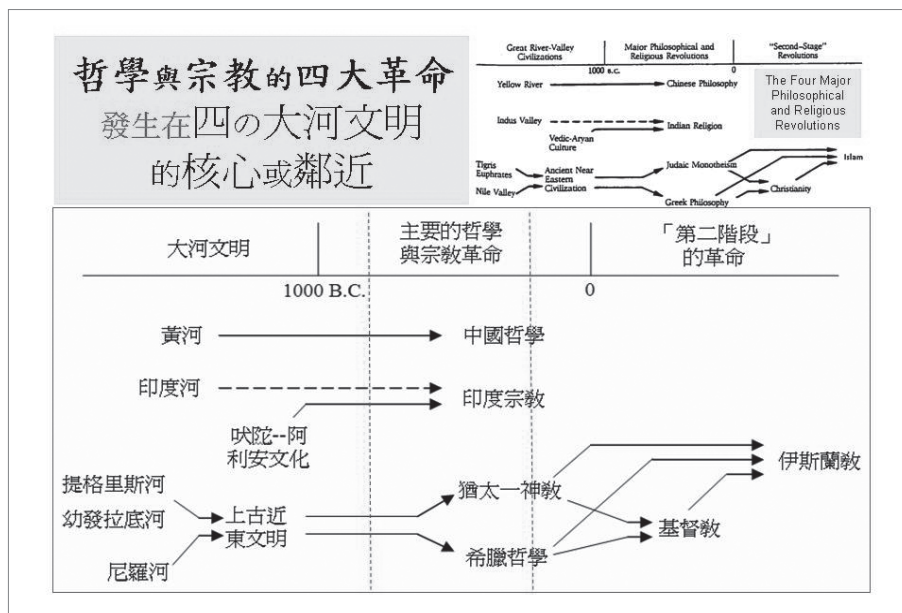 哲學與宗教的四大革命
發生在四の大河文明
的核心或鄰近
Great River-Valley
Civilizations
Major Philosophical and
Religious Revolutions
"Second-Stage"
Revolutions
1000 B.C.
0
Yellow River
Chinese Philosophy
The Four Major
Philosophical
and Religious
Revolutions
Indus Valley
Indian Religion
Vedic-Aryan
Culture
Tigris
Euphrates
Nile Valley
Ancient Near
Eastern
Civilization
Judaic Monotheism
Greek Philosophy
Christianity
Islam
大河文明
主要的哲學
與宗教革命
「第二階段」
的革命
1000 B.C.
0
黃河
中國哲學
印度河
印度宗教
吠陀--阿
利安文化
提格里斯河
幼發拉底河
尼羅河
上古近
東文明
猶太一神教
希臘哲學
基督教
伊斯蘭教